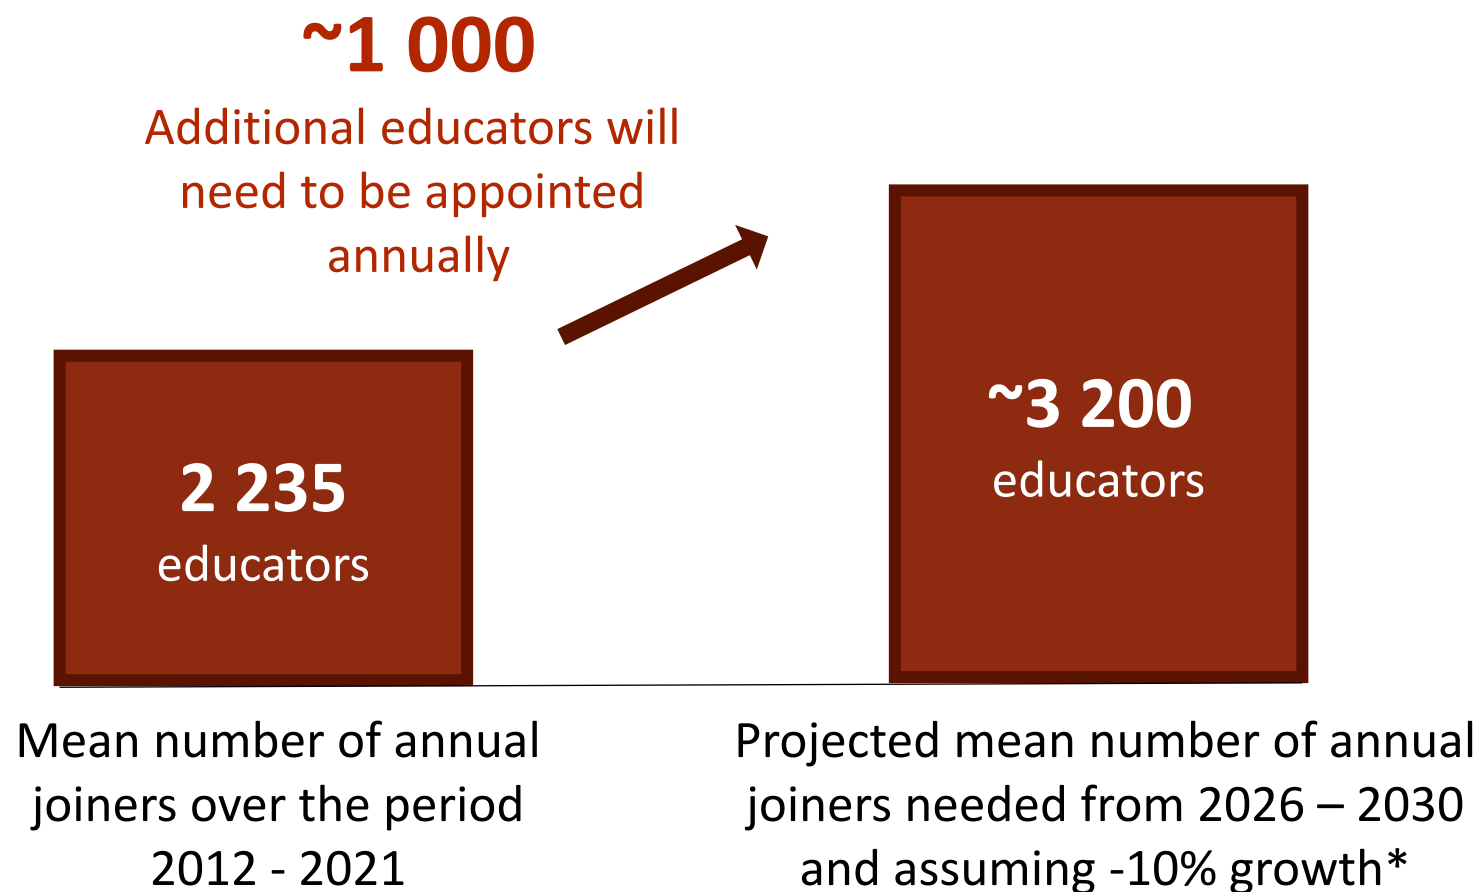 ~1 000
Additional educators will
need to be appointed
annually
2 235
educators
~3 200
educators
Mean number of annual
joiners over the period
2012 - 2021
Projected mean number of annual
joiners needed from 2026 – 2030
and assuming -10% growth*